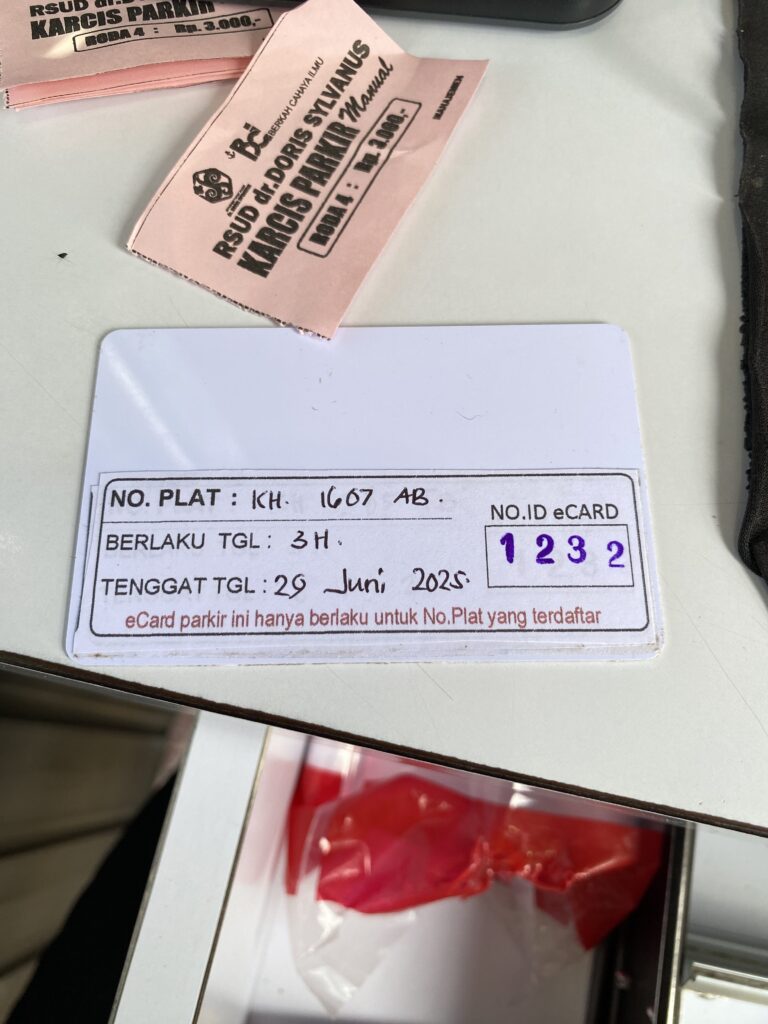 RSUD dr.D
KARCIS PARKIR
RODA 4 : Rp. 3.000,-
BCI BERKAH CAHAYA ILMU
RSUD dr.DORIS SYLVANUS
KARCIS PARKIR Manual
RODA 4 : Rp. 3.000,-
MANAJEMEN
NO. PLAT : KH. 1607 AB.
BERLAKU TGL : 3H.
TENGGAT TGL : 29 Juni 2025.
NO.ID eCARD
1232
eCard parkir ini hanya berlaku untuk No.Plat yang terdaftar